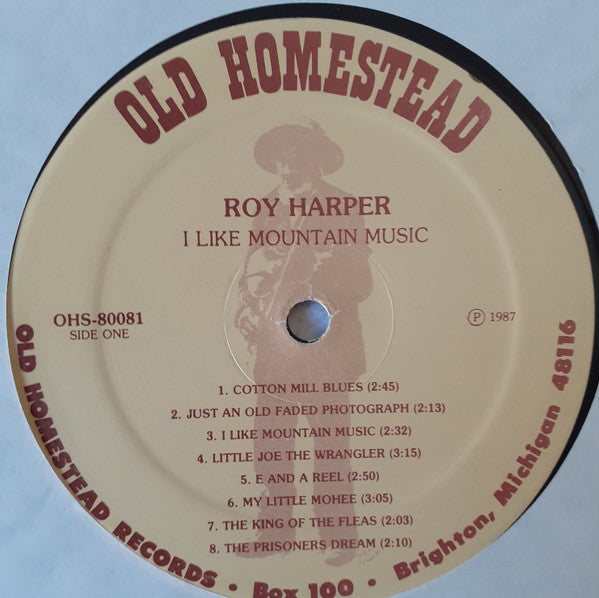 OLD HOMESTEAD
ROY HARPER
I LIKE MOUNTAIN MUSIC
OHS-80081
SIDE ONE
℗ 1987
1. COTTON MILL BLUES (2:45)
2. JUST AN OLD FADED PHOTOGRAPH (2:13)
3. I LIKE MOUNTAIN MUSIC (2:32)
4. LITTLE JOE THE WRANGLER (3:15)
5. E AND A REEL (2:50)
6. MY LITTLE MOHEE (3:05)
7. THE KING OF THE FLEAS (2:03)
8. THE PRISONERS DREAM (2:10)
OLD HOMESTEAD RECORDS • Box 100 • Brighton, Michigan 48116